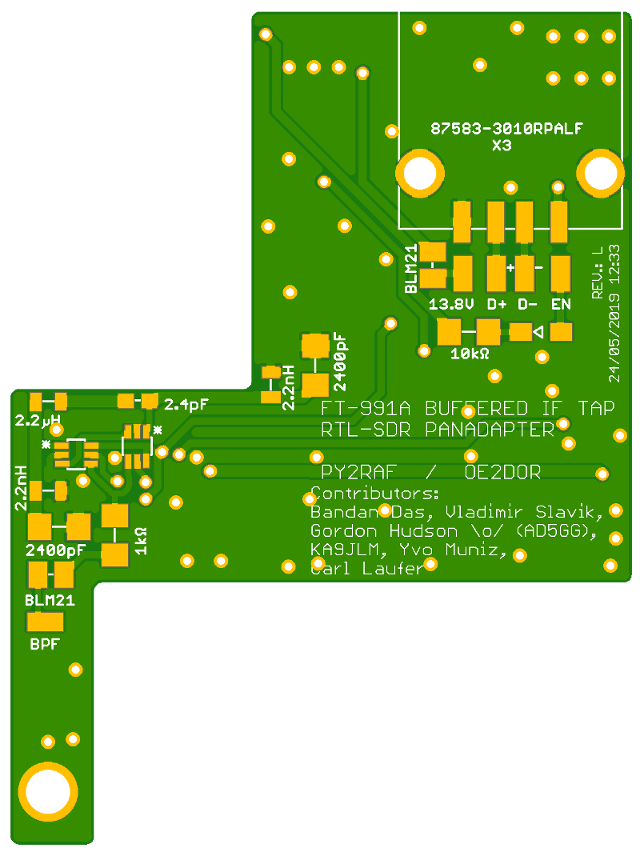 87583-3010RPALF
X3
BLM21
+ -
13.8V D+ D- EN
REV.: L
24/05/2019 12:33
10kΩ
2400pF
2.2nH
2.2µH
2.4pF
FT-991A BUFFERED IF TAP
RTL-SDR PANADAPTER
*
*
PY2RAF / OE2DOR
2.2nH
Contributors:
Bandan Das, Vladimir Slavik,
Gordon Hudson \o/ (AD5GG),
KA9JLM, Yvo Muniz,
Carl Laufer
1kΩ
2400pF
BLM21
BPF